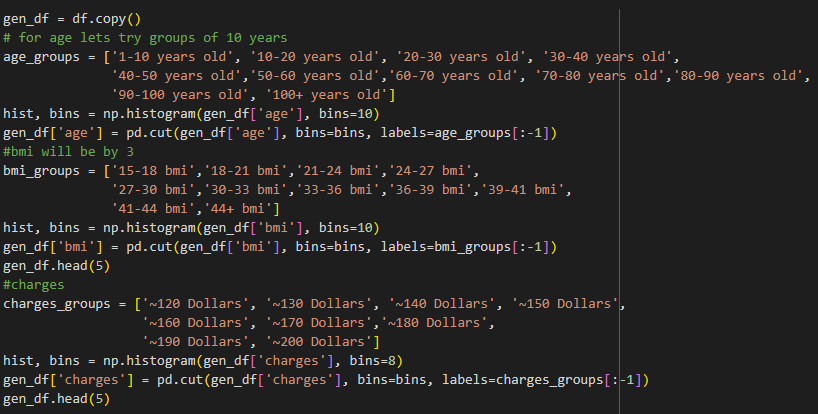 gen_df = df.copy()
# for age lets try groups of 10 years
age_groups = ['1-10 years old', '10-20 years old', '20-30 years old', '30-40 years old',
'40-50 years old','50-60 years old','60-70 years old', '70-80 years old','80-90 years old',
'90-100 years old', '100+ years old']
hist, bins = np.histogram(gen_df['age'], bins=10)
gen_df['age'] = pd.cut(gen_df['age'], bins=bins, labels=age_groups[:-1])
#bmi will be by 3
bmi_groups = ['15-18 bmi','18-21 bmi','21-24 bmi','24-27 bmi',
'27-30 bmi','30-33 bmi','33-36 bmi','36-39 bmi','39-41 bmi',
'41-44 bmi','44+ bmi']
hist, bins = np.histogram(gen_df['bmi'], bins=10)
gen_df['bmi'] = pd.cut(gen_df['bmi'], bins=bins, labels=bmi_groups[:-1])
gen_df.head(5)
#charges
charges_groups = ['~120 Dollars', '~130 Dollars', '~140 Dollars', '~150 Dollars',
'~160 Dollars', '~170 Dollars','~180 Dollars',
'~190 Dollars', '~200 Dollars']
hist, bins = np.histogram(gen_df['charges'], bins=8)
gen_df['charges'] = pd.cut(gen_df['charges'], bins=bins, labels=charges_groups[:-1])
gen_df.head(5)